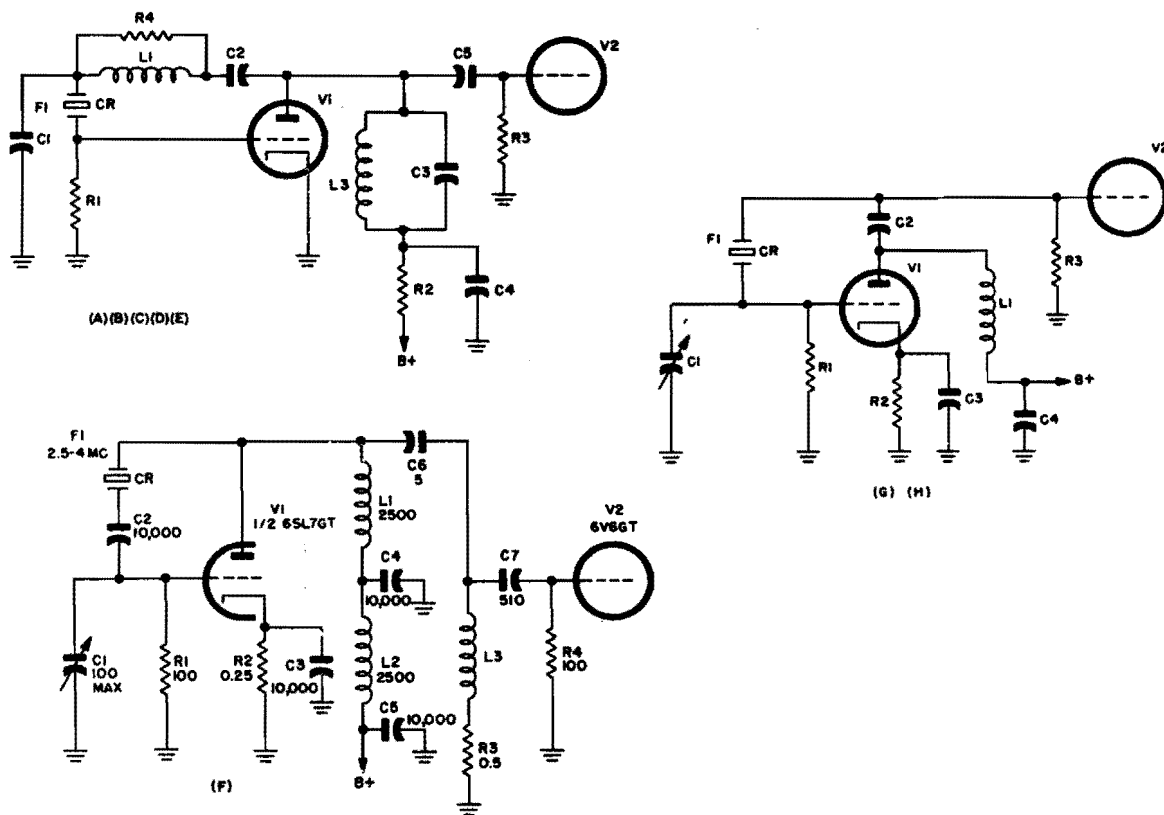 R4
L1
C2
C5
V2
F1
CR
C1
V1
R1
L3
C3
R3
R2
C4
B+
(A)(B)(C)(D)(E)
V2
F1
CR
C2
V1
R3
L1
C1
R1
R2
C3
C4
B+
(G) (H)
F1
2.5-4 MC
CR
C2
10,000
V1
1/2 6SL7GT
C6
5
L1
2500
C4
10,000
C7
510
V2
6V6GT
C1
100
MAX
R1
100
R2
0.25
C3
10,000
L2
2500
L3
R4
100
C5
10,000
R3
0.5
B+
(F)